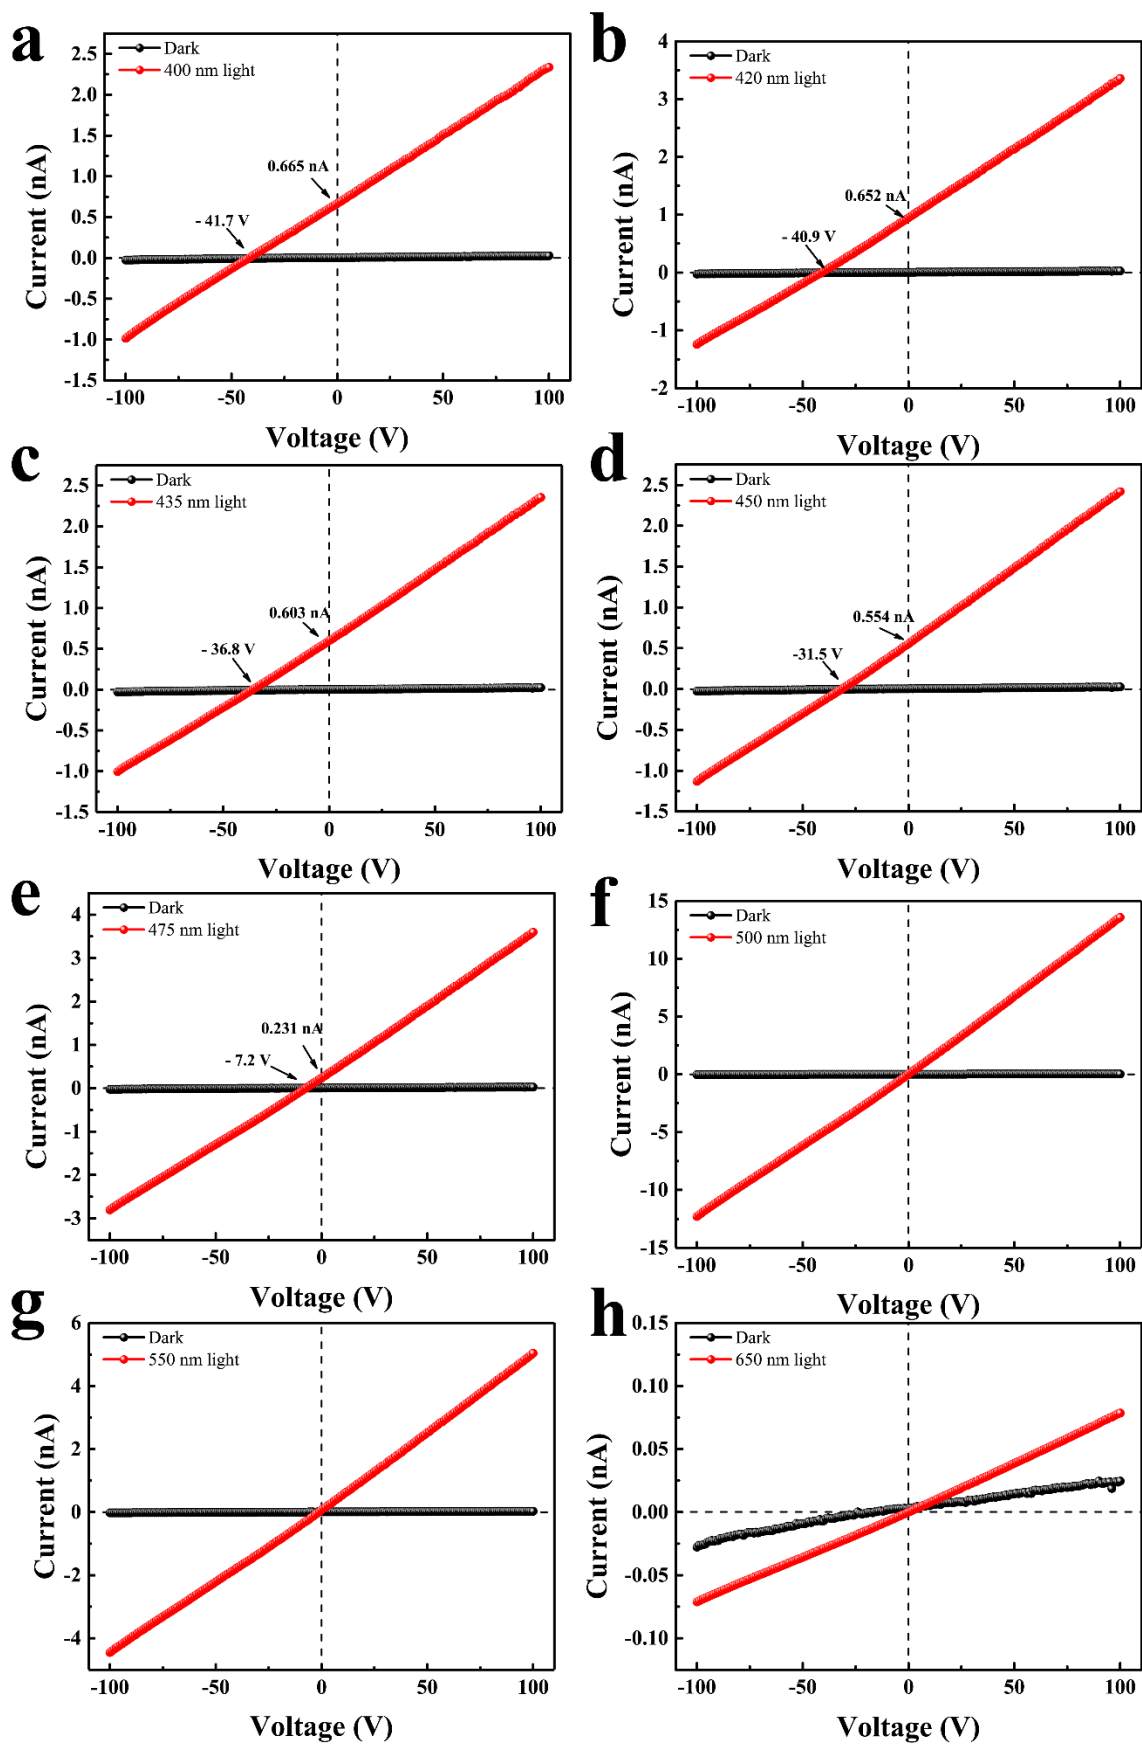 a
Dark
400 nm light
2.5
2.0
1.5
1.0
0.5
0.0
-0.5
-1.0
-1.5
0.665 nA
- 41.7 V
-100
-50
0
50
100
Current (nA)
Voltage (V)
b
Dark
420 nm light
4
3
2
1
0
-1
-2
0.652 nA
- 40.9 V
-100
-50
0
50
100
Current (nA)
Voltage (V)
c
Dark
435 nm light
2.5
2.0
1.5
1.0
0.5
0.0
-0.5
-1.0
-1.5
0.603 nA
- 36.8 V
-100
-50
0
50
100
Current (nA)
Voltage (V)
d
Dark
450 nm light
2.5
2.0
1.5
1.0
0.5
0.0
-0.5
-1.0
-1.5
0.554 nA
-31.5 V
-100
-50
0
50
100
Current (nA)
Voltage (V)
e
Dark
475 nm light
4
3
2
1
0
-1
-2
-3
0.231 nA
- 7.2 V
-100
-50
0
50
100
Current (nA)
Voltage (V)
f
Dark
500 nm light
15
10
5
0
-5
-10
-15
-100
-50
0
50
100
Current (nA)
Voltage (V)
g
Dark
550 nm light
6
4
2
0
-2
-4
-100
-50
0
50
100
Current (nA)
Voltage (V)
h
Dark
650 nm light
0.15
0.10
0.05
0.00
-0.05
-0.10
-100
-50
0
50
100
Current (nA)
Voltage (V)